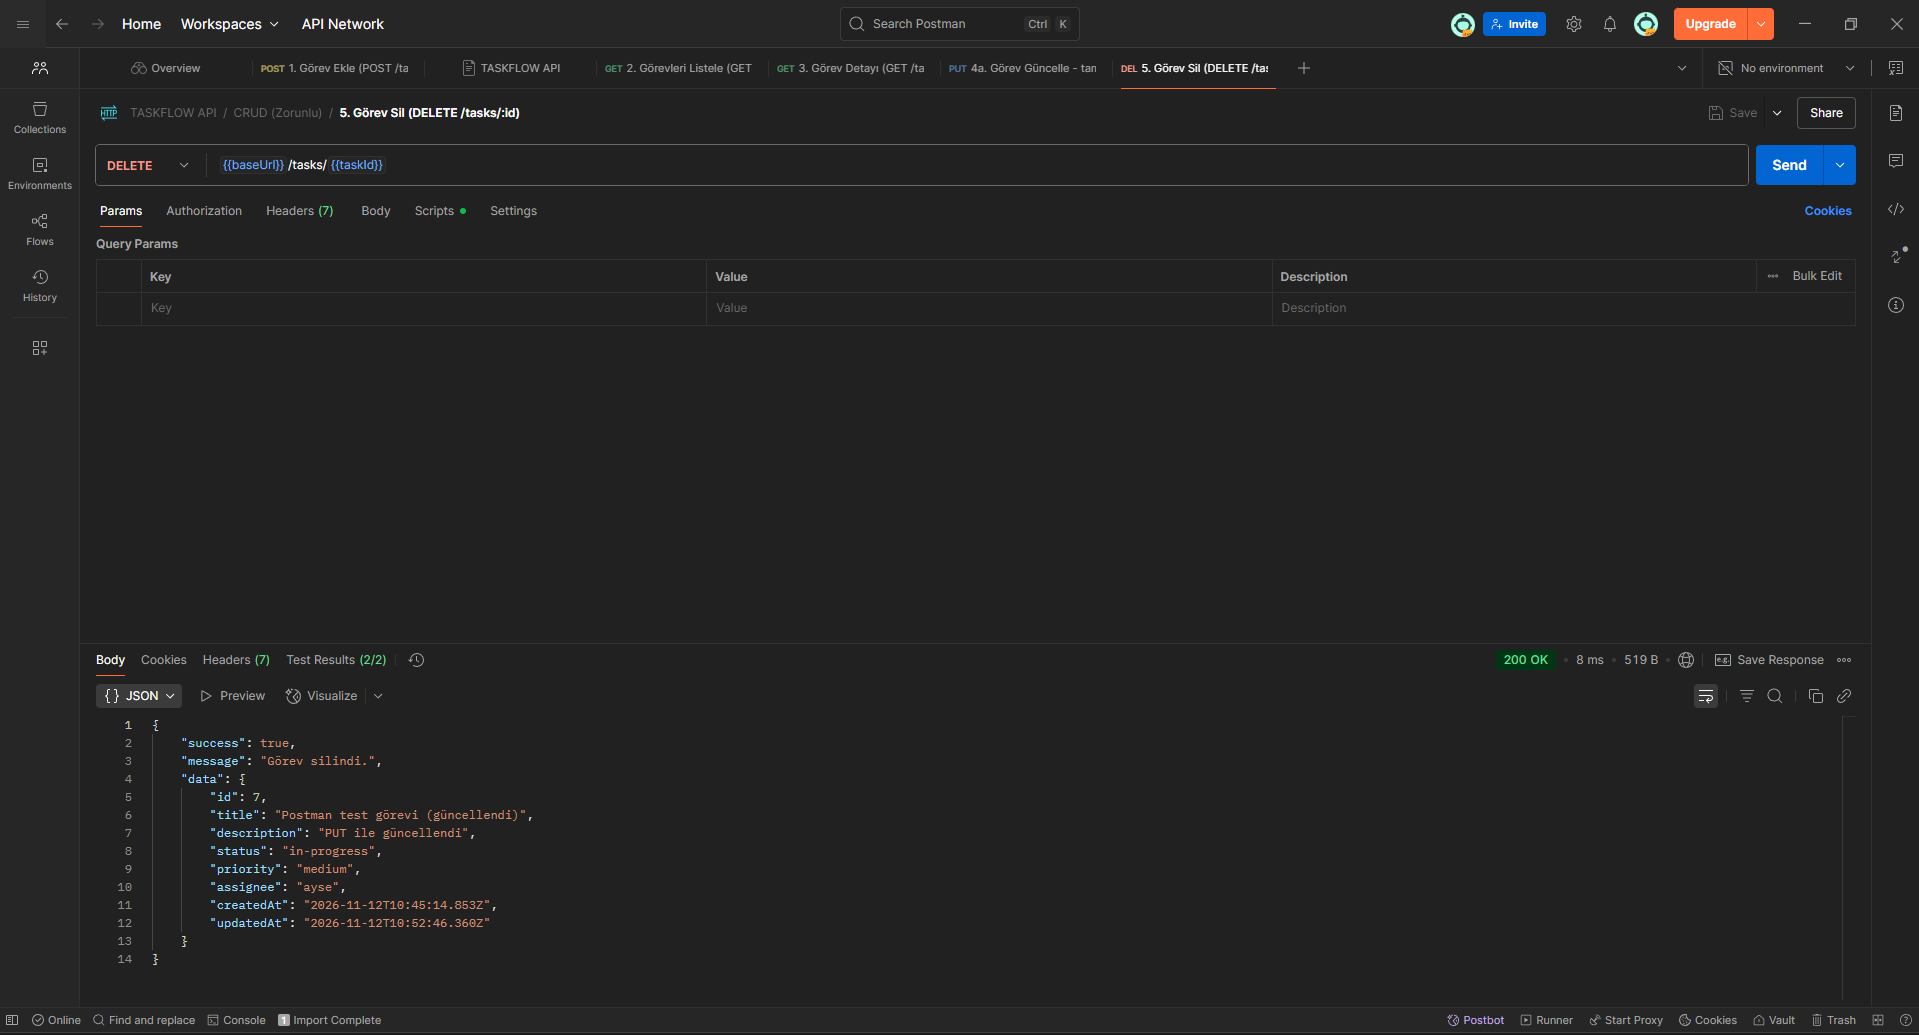 Home Workspaces API Network Search Postman Ctrl K Invite Upgrade
Overview POST 1. Görev Ekle (POST /ta TASKFLOW API GET 2. Görevleri Listele (GET GET 3. Görev Detayı (GET /ta PUT 4a. Görev Güncelle - tan DEL 5. Görev Sil (DELETE /tas No environment
HTTP TASKFLOW API / CRUD (Zorunlu) / 5. Görev Sil (DELETE /tasks/:id) Save Share
Collections
Environments
Flows
History
DELETE {{baseUrl}} /tasks/ {{taskId}} Send
Params Authorization Headers (7) Body Scripts Settings Cookies
Query Params
Key Value Description Bulk Edit
Key Value Description
Body Cookies Headers (7) Test Results (2/2) 200 OK • 8 ms • 519 B • e.g. Save Response
{ } JSON Preview Visualize
1 {
2 "success": true,
3 "message": "Görev silindi.",
4 "data": {
5 "id": 7,
6 "title": "Postman test görevi (güncellendi)",
7 "description": "PUT ile güncellendi",
8 "status": "in-progress",
9 "priority": "medium",
10 "assignee": "ayse",
11 "createdAt": "2026-11-12T10:45:14.853Z",
12 "updatedAt": "2026-11-12T10:52:46.360Z"
13 }
14 }
Online Find and replace Console 1 Import Complete Postbot Runner Start Proxy Cookies Vault Trash